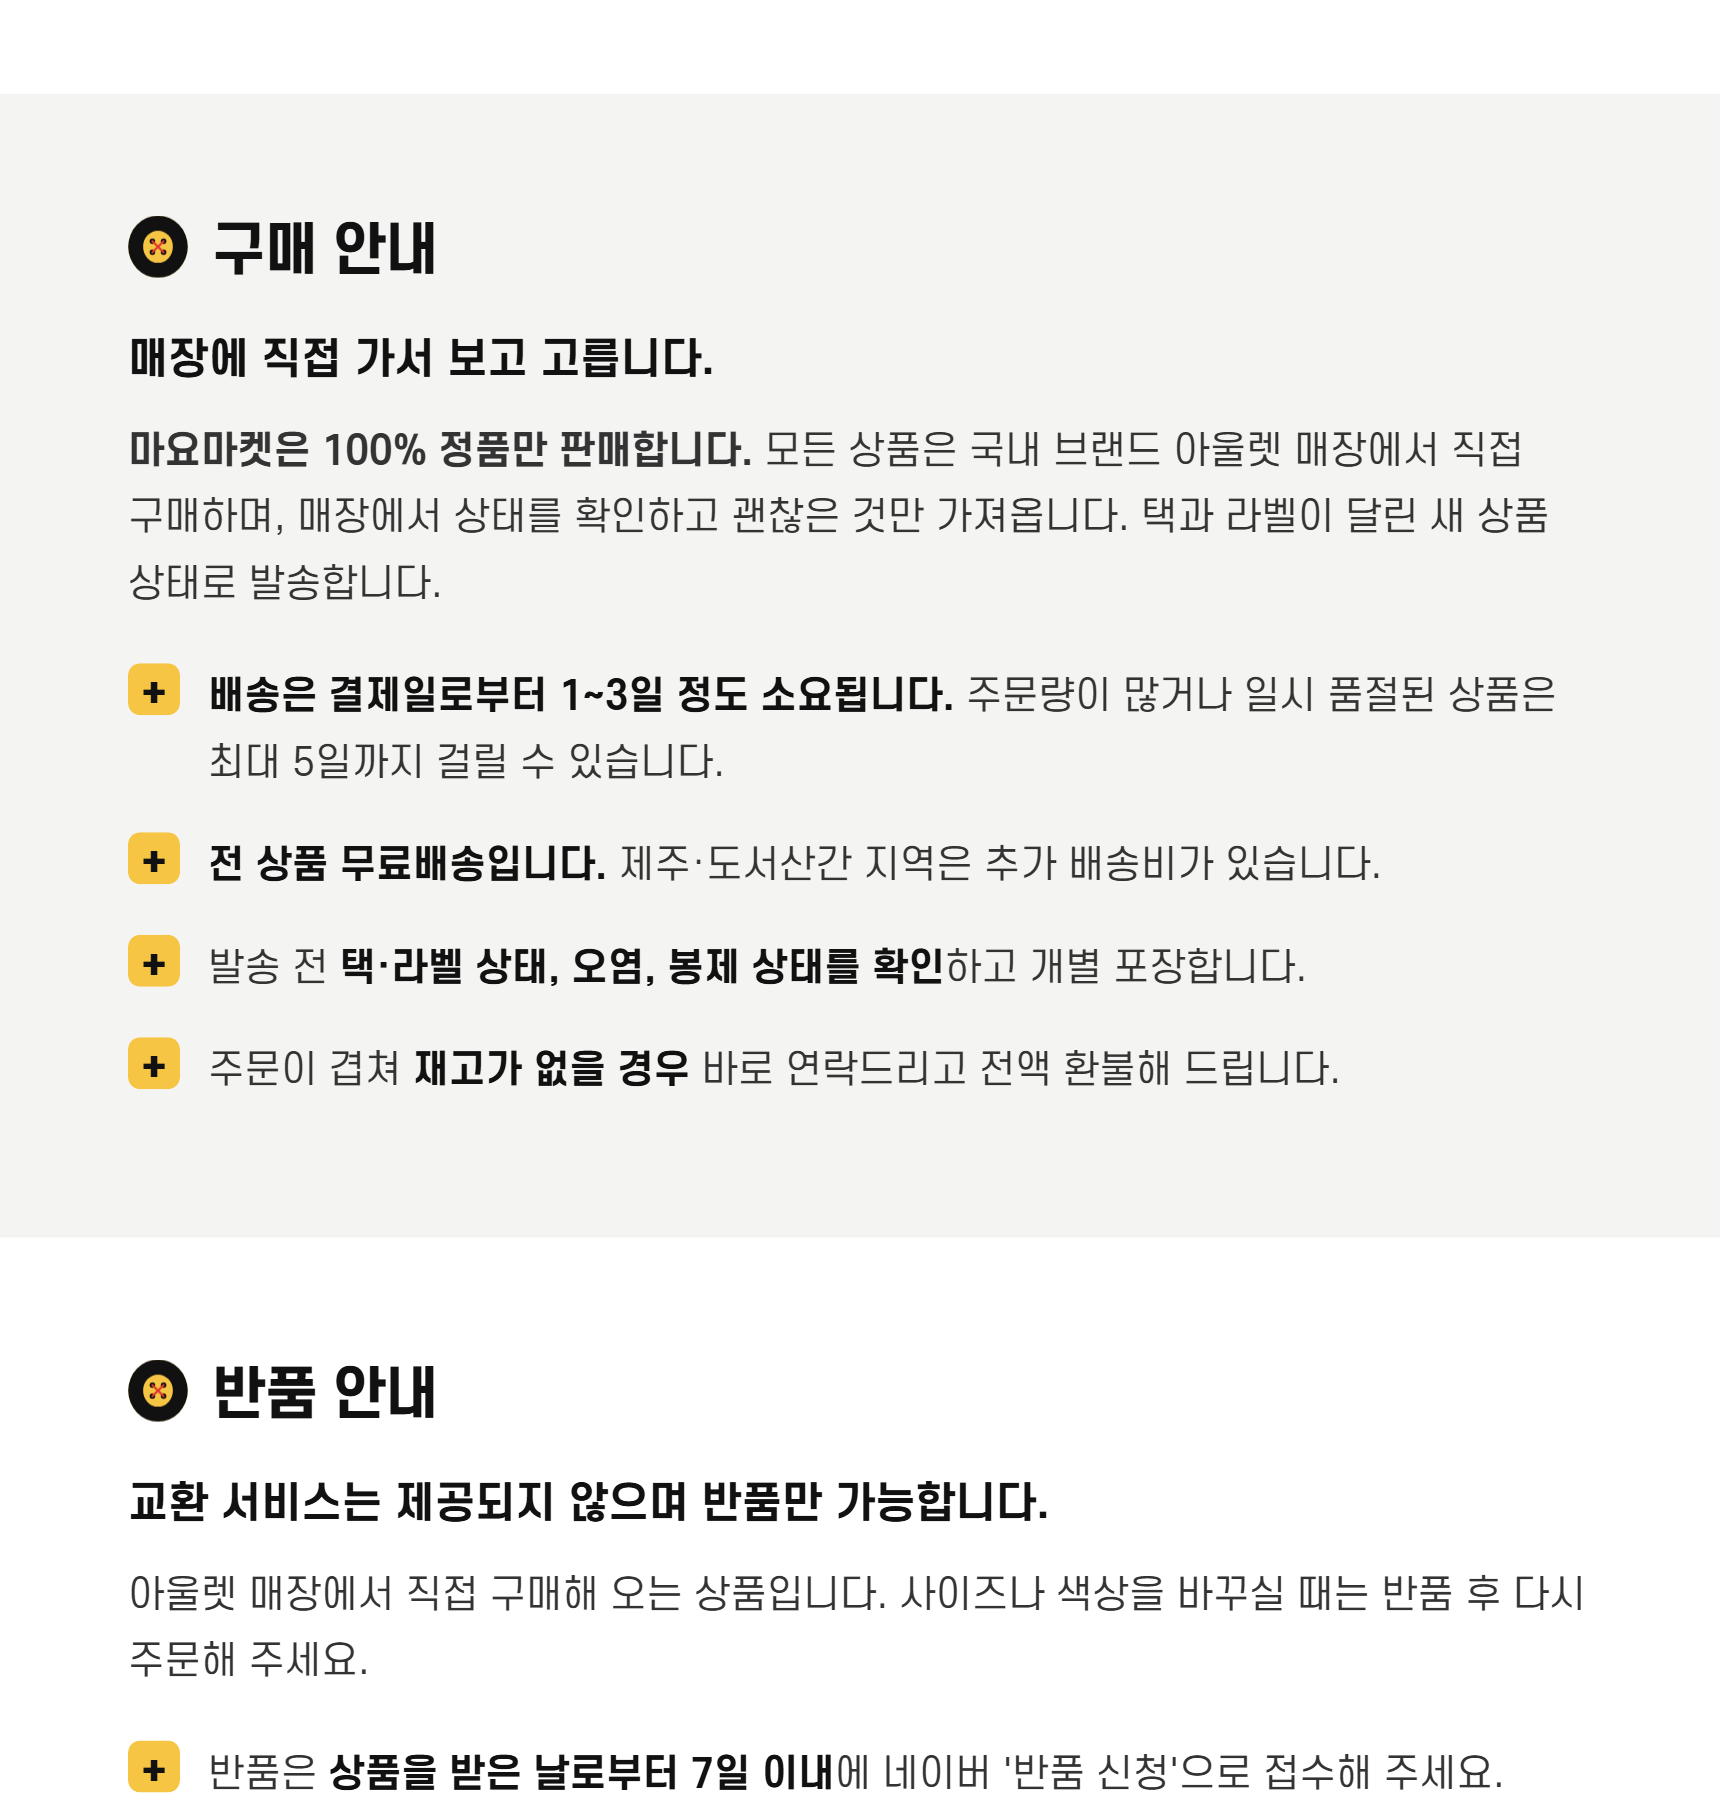 구매 안내
매장에 직접 가서 보고 고릅니다.
마요마켓은 100% 정품만 판매합니다. 모든 상품은 국내 브랜드 아울렛 매장에서 직접
구매하며, 매장에서 상태를 확인하고 괜찮은 것만 가져옵니다. 택과 라벨이 달린 새 상품
상태로 발송합니다.
+ 배송은 결제일로부터 1~3일 정도 소요됩니다. 주문량이 많거나 일시 품절된 상품은
최대 5일까지 걸릴 수 있습니다.
+ 전 상품 무료배송입니다. 제주·도서산간 지역은 추가 배송비가 있습니다.
+ 발송 전 택·라벨 상태, 오염, 봉제 상태를 확인하고 개별 포장합니다.
+ 주문이 겹쳐 재고가 없을 경우 바로 연락드리고 전액 환불해 드립니다.
반품 안내
교환 서비스는 제공되지 않으며 반품만 가능합니다.
아울렛 매장에서 직접 구매해 오는 상품입니다. 사이즈나 색상을 바꾸실 때는 반품 후 다시
주문해 주세요.
+ 반품은 상품을 받은 날로부터 7일 이내에 네이버 '반품 신청'으로 접수해 주세요.